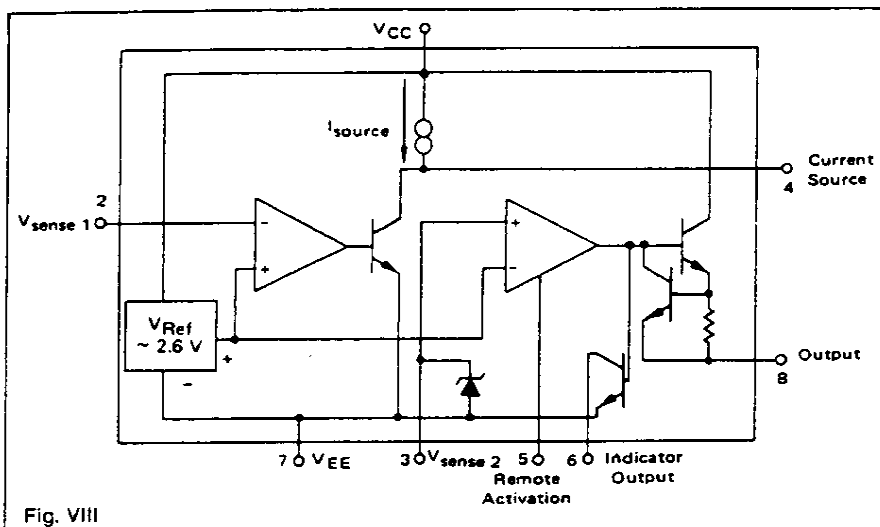 VCC
Isource
Current
Source
4
2
Vsense 1
-
+
+
-
VRef
~ 2.6 V
+
-
Output
8
7 VEE
3 Vsense 2
5
Remote
Activation
6 Indicator
Output
Fig. VIII